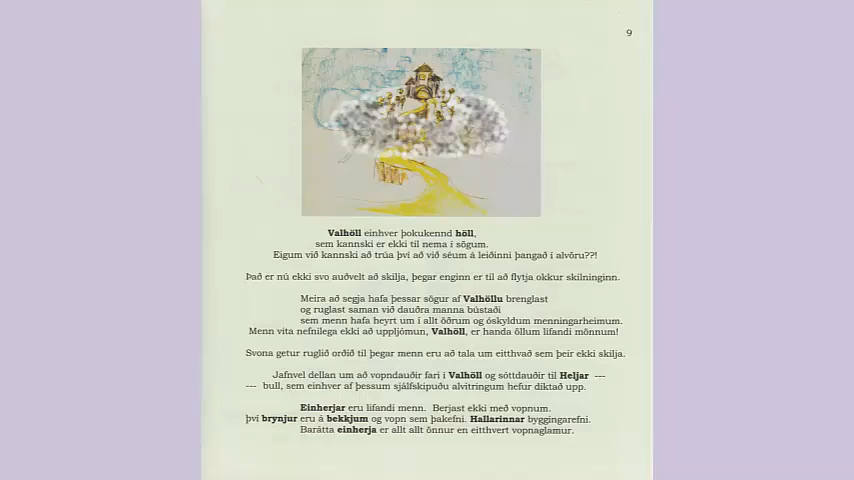 9
Valhöll einhver þokukennd höll,
sem kannski er ekki til nema í sögum.
Eigum við kannski að trúa því að við séum á leiðinni þangað í alvöru??!
Það er nú ekki svo auðvelt að skilja, þegar enginn er til að flytja okkur skilninginn.
Meira að segja hafa þessar sögur af Valhöllu brenglast
og ruglast saman við dauðra manna bústaði
sem menn hafa heyrt um í allt öðrum og óskyldum menningarheimum.
Menn vita nefnilega ekki að uppljómun, Valhöll, er handa öllum lifandi mönnum!
Svona getur ruglið orðið til þegar menn eru að tala um eitthvað sem þeir ekki skilja.
Jafnvel dellan um að vopndauðir fari í Valhöll og sóttdauðir til Heljar ---
--- bull, sem einhver af þessum sjálfskipuðu alvitringum hefur diktað upp.
Einherjar eru lifandi menn. Berjast ekki með vopnum.
því brynjur eru á bekkjum og vopn sem þakefni. Hallarinnar byggingarefni.
Barátta einherja er allt allt önnur en eitthvert vopnaglamur.